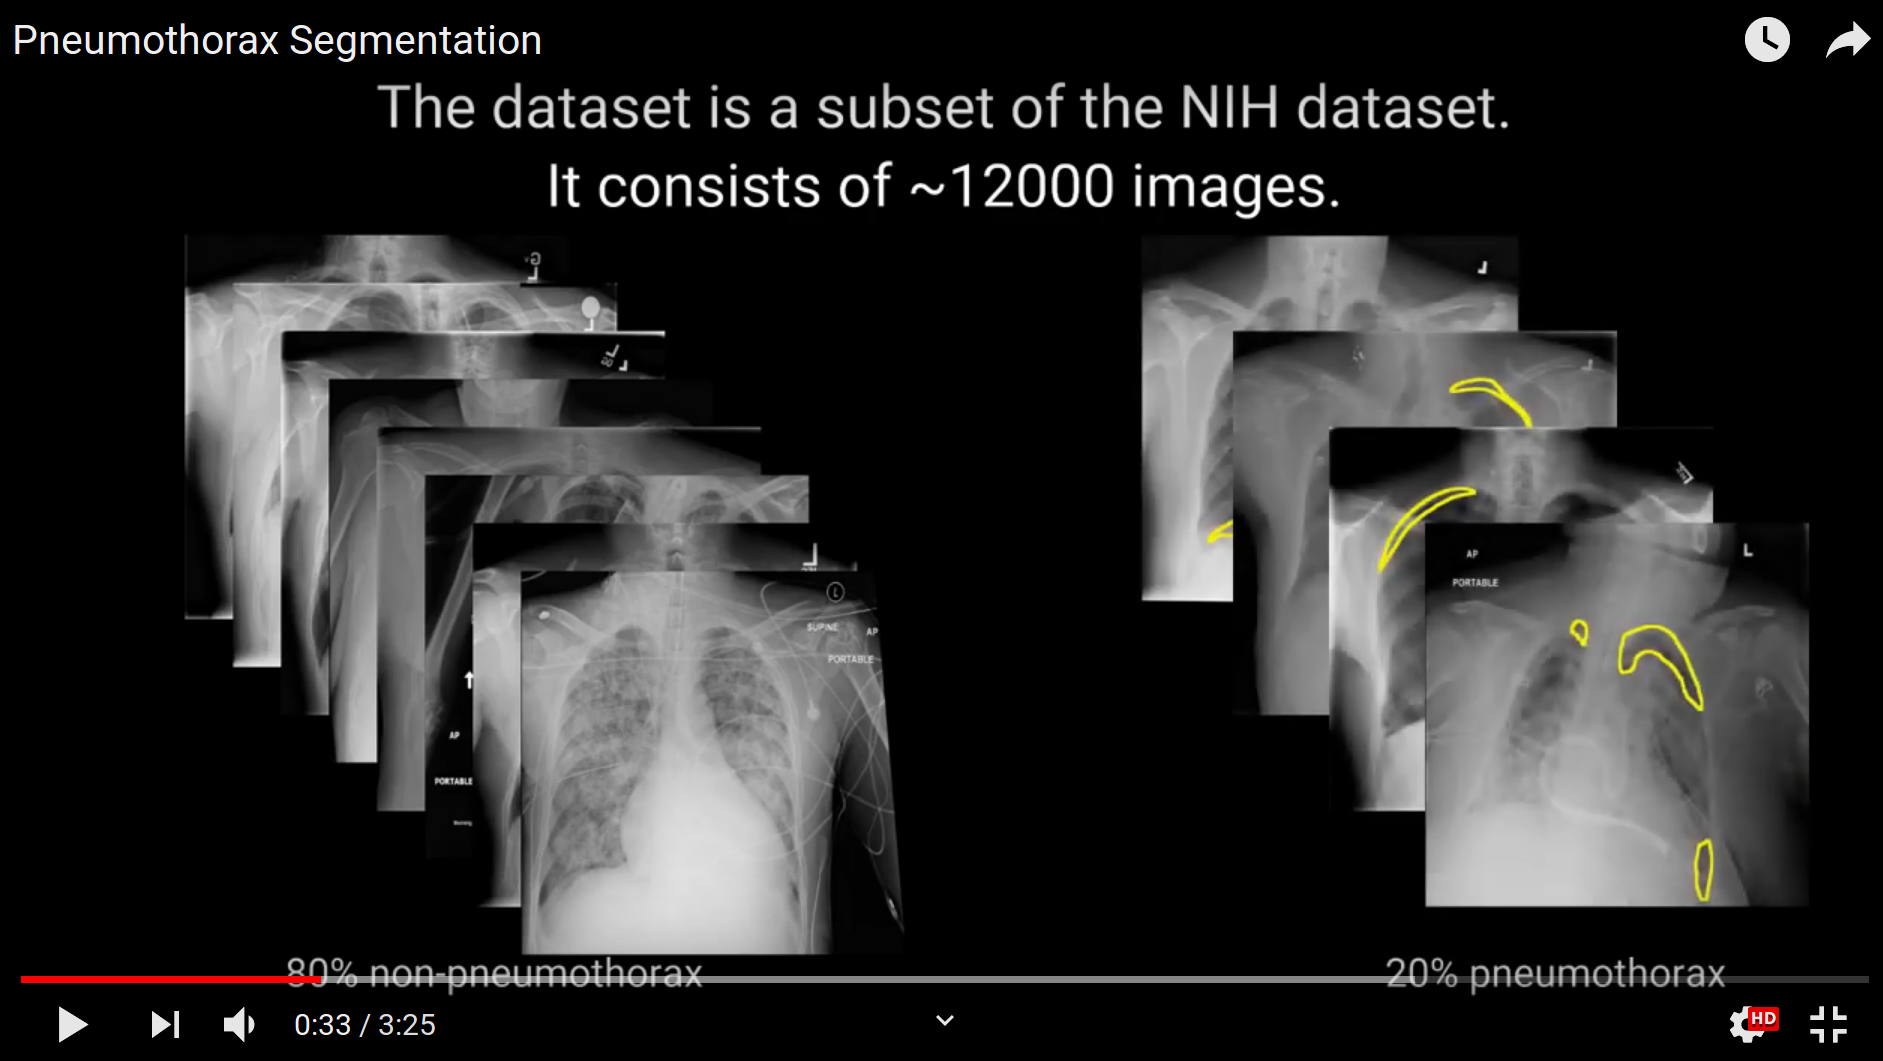 Pneumothorax Segmentation
The dataset is a subset of the NIH dataset.
It consists of ~12000 images.
L
SUPINE
AP
PORTABLE
AP
PORTABLE
AP
PORTABLE
L
80% non-pneumothorax
20% pneumothorax
0:33 / 3:25
HD